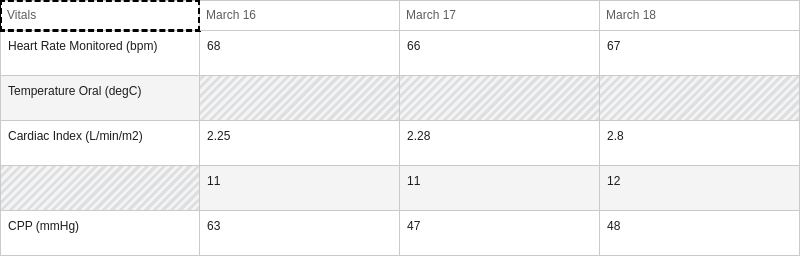 Vitals March 16 March 17 March 18
Heart Rate Monitored (bpm) 68 66 67
Temperature Oral (degC)
Cardiac Index (L/min/m2) 2.25 2.28 2.8
11 11 12
CPP (mmHg) 63 47 48